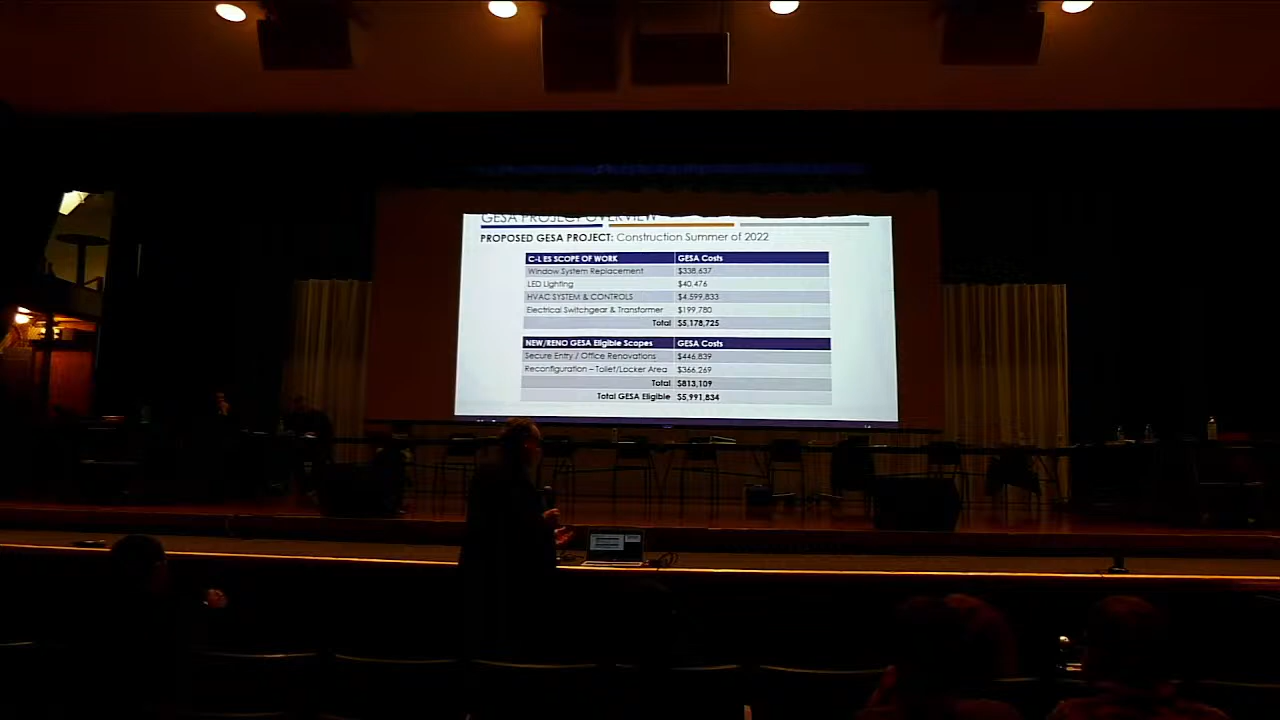 GESA PROJECT OVERVIEW
PROPOSED GESA PROJECT: Construction Summer of 2022
C-L ES SCOPE OF WORK GESA Costs
Window System Replacement $338,637
LED Lighting $40,476
HVAC SYSTEM & CONTROLS $4,599,833
Electrical Switchgear & Transformer $199,780
Total $5,178,725
NEW/RENO GESA Eligible Scopes GESA Costs
Secure Entry / Office Renovations $446,839
Reconfiguration – Toilet/Locker Area $366,269
Total $813,109
Total GESA Eligible $5,991,834